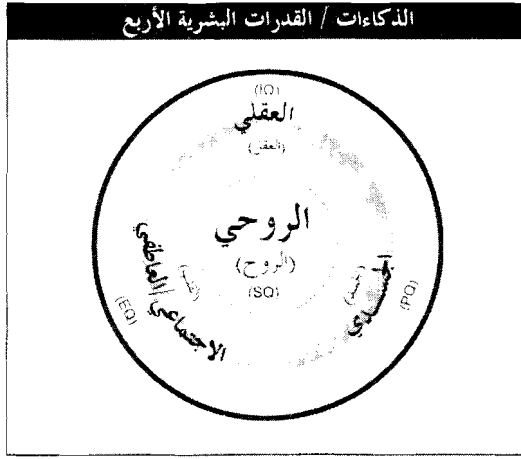 الذكاءات / القدرات البشرية الأربع
(IQ)
العقلي
(العقل)
الروحي
(الروح)
(SQ)
الجسدي
(PQ)
الاجتماعي/العاطفي
(EQ)